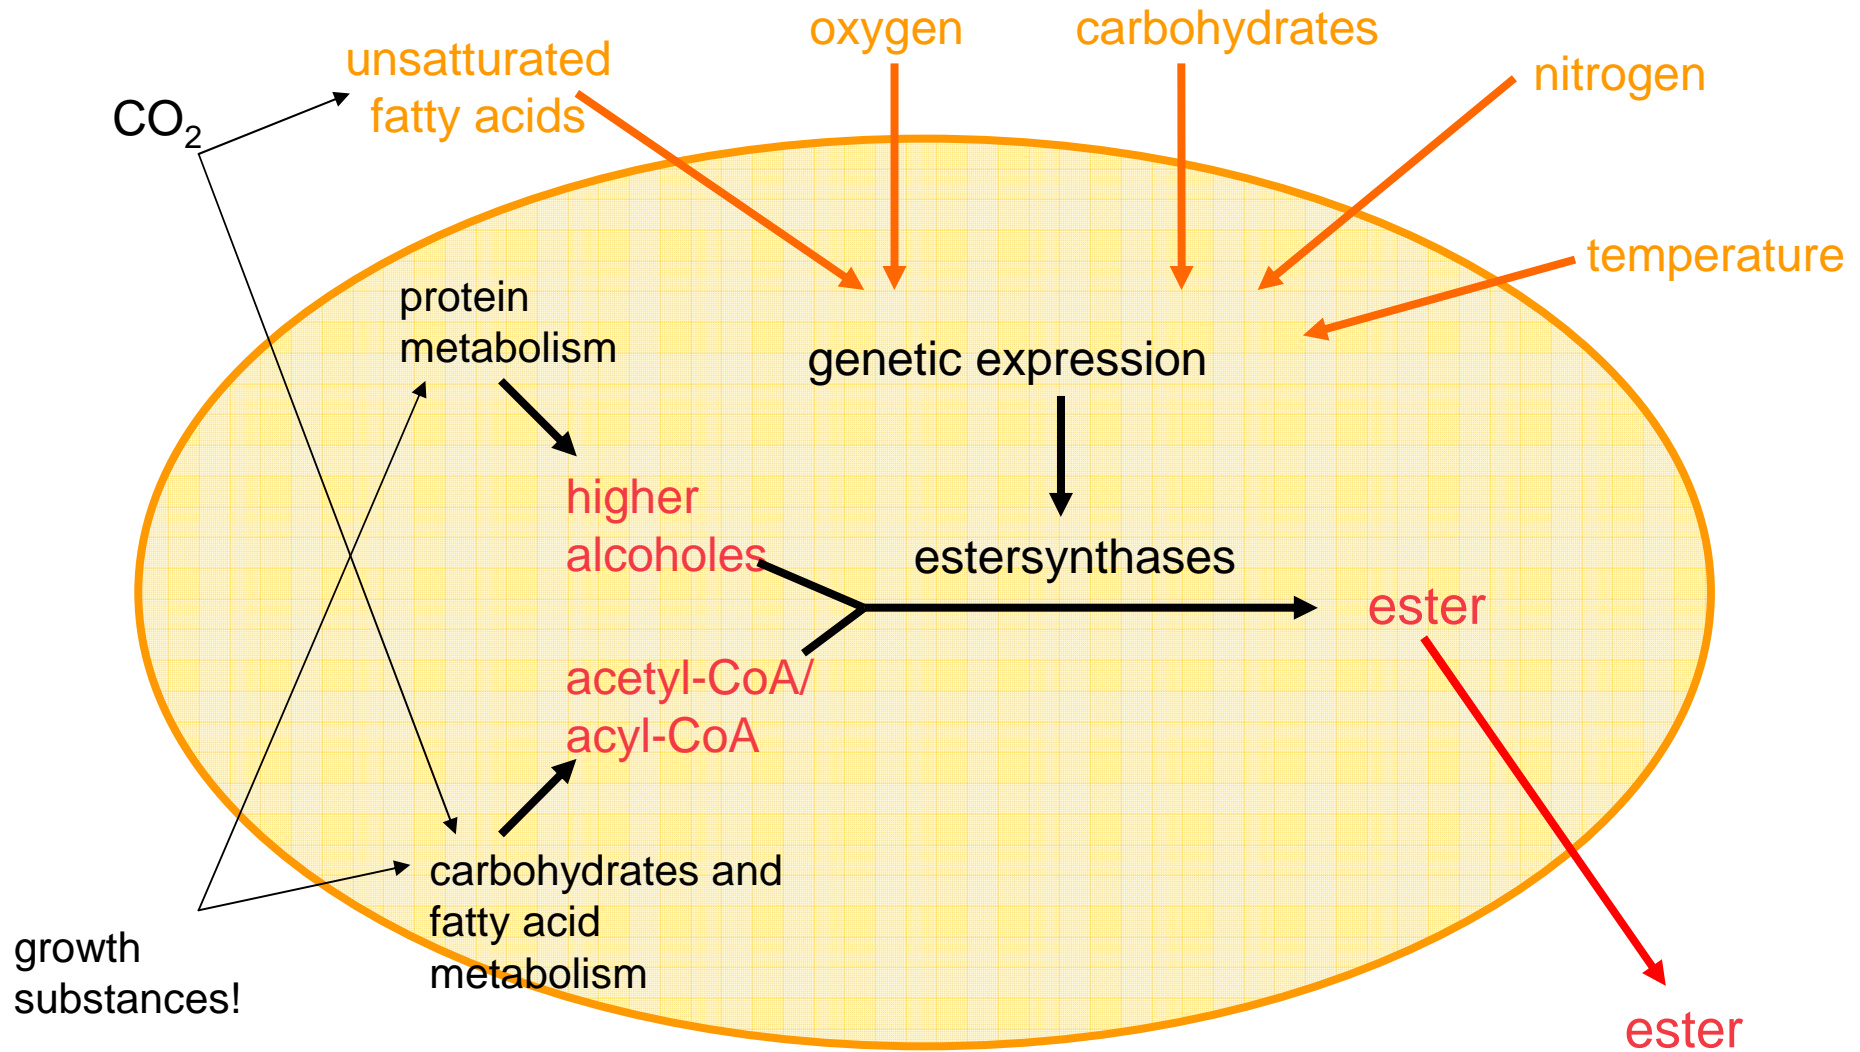 oxygen
carbohydrates
unsatturated
fatty acids
nitrogen
CO₂
temperature
protein
metabolism
genetic expression
higher
alcoholes
estersynthases
ester
acetyl-CoA/
acyl-CoA
carbohydrates and
fatty acid
metabolism
growth
substances!
ester